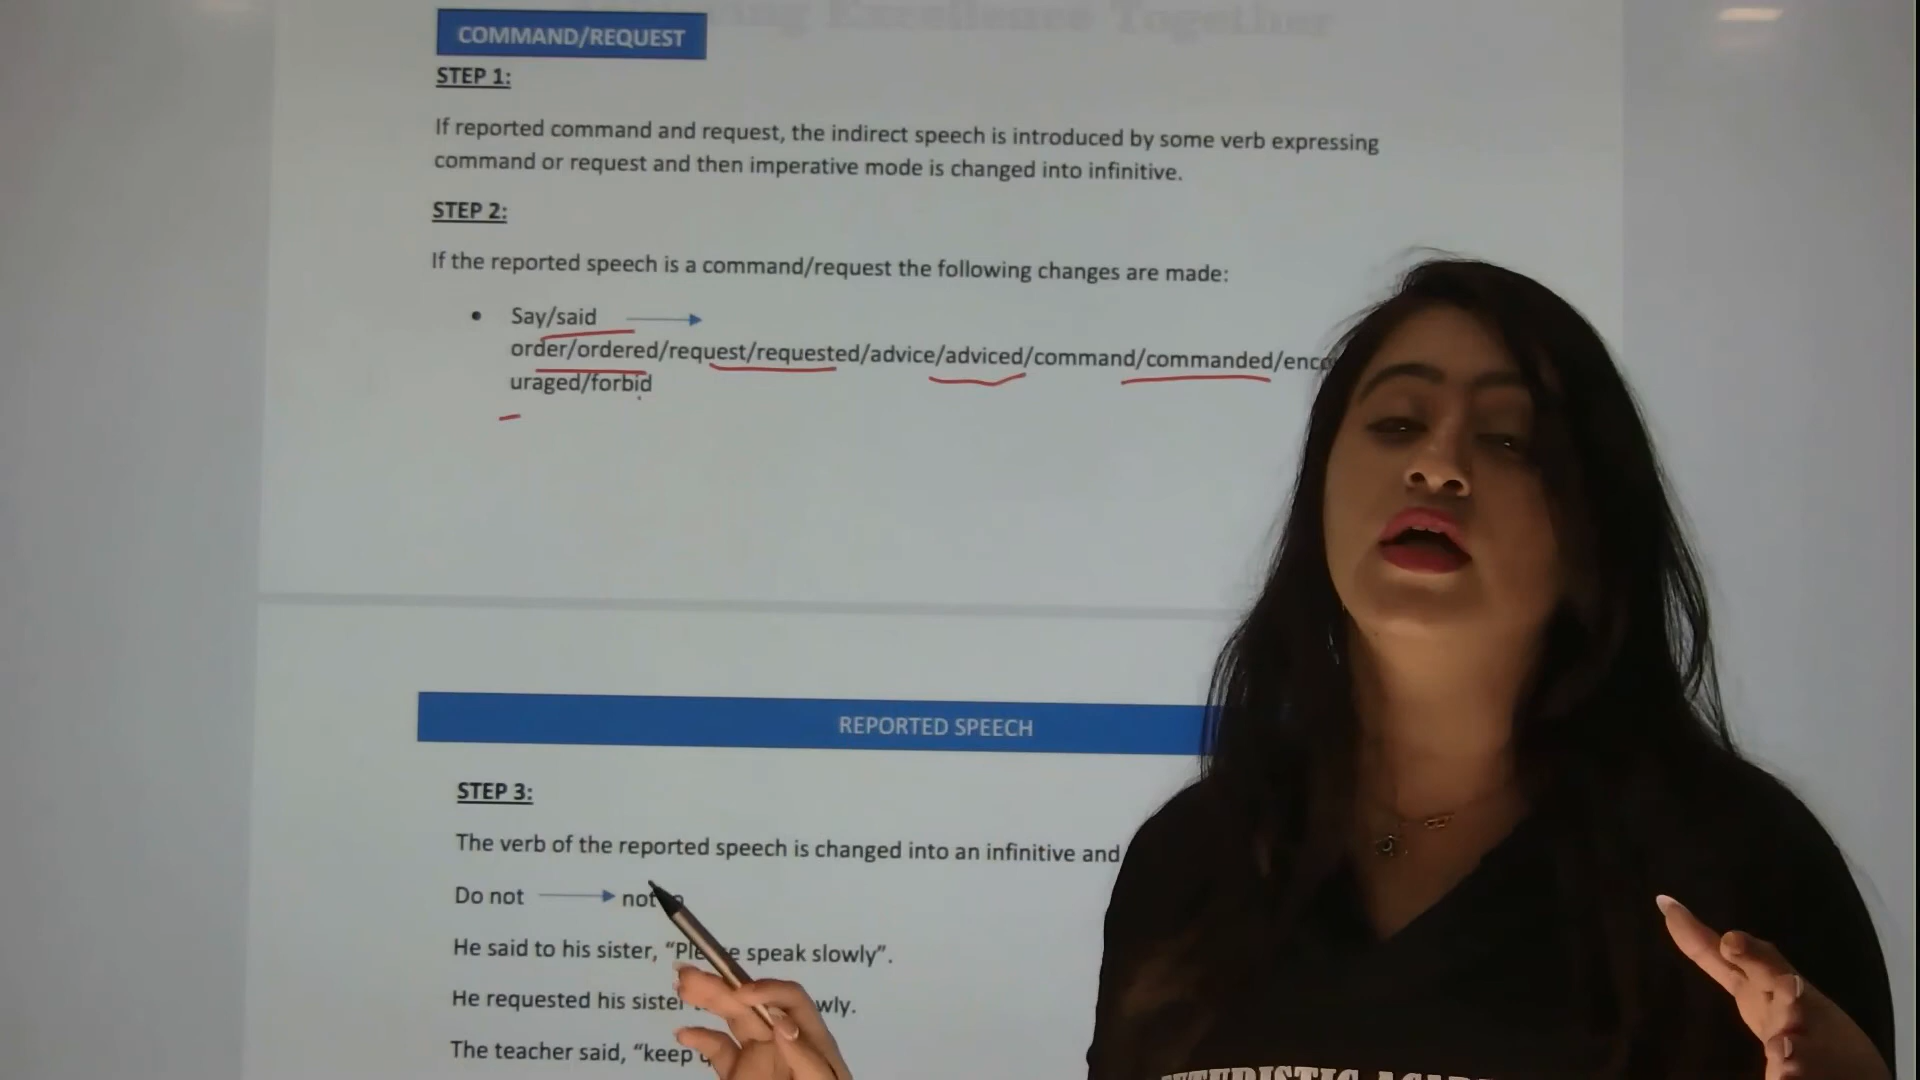 Excellence Together
COMMAND/REQUEST
STEP 1:
If reported command and request, the indirect speech is introduced by some verb expressing
command or request and then imperative mode is changed into infinitive.
STEP 2:
If the reported speech is a command/request the following changes are made:
• Say/said
order/ordered/request/requested/advice/adviced/command/commanded/enco
uraged/forbid
REPORTED SPEECH
STEP 3:
The verb of the reported speech is changed into an infinitive and
Do not not
He said to his sister, “Please speak slowly”.
He requested his sister
The teacher said, “keep